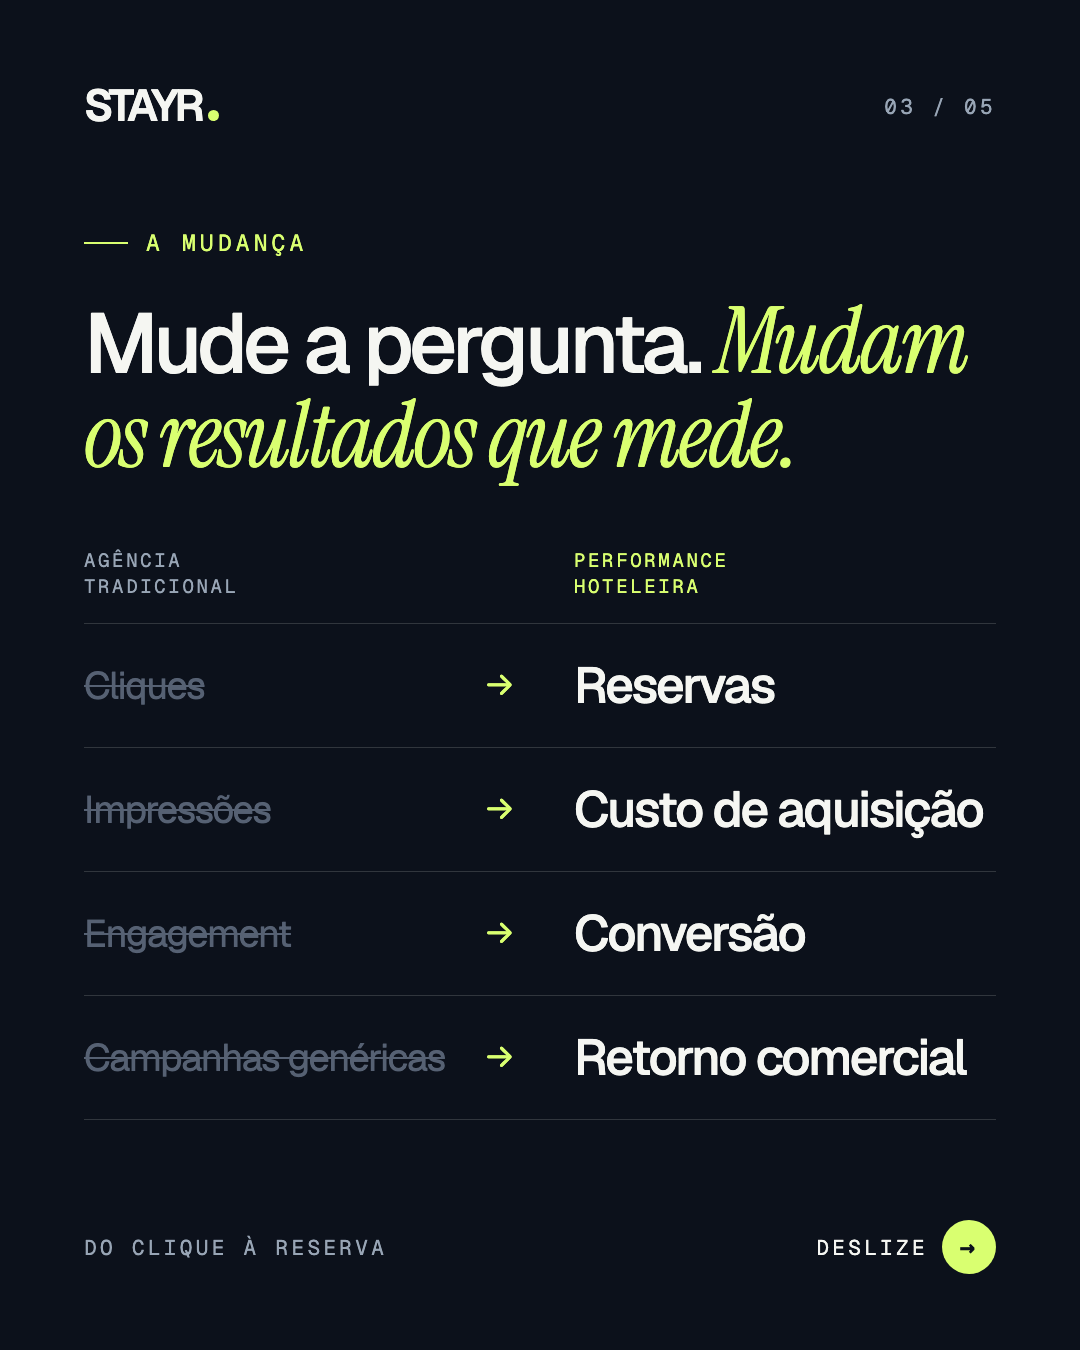 STAYR.
03 / 05
A MUDANÇA
Mude a pergunta. Mudam
os resultados que mede.
AGÊNCIA
TRADICIONAL
PERFORMANCE
HOTELEIRA
Cliques → Reservas
Impressões → Custo de aquisição
Engagement → Conversão
Campanhas genéricas → Retorno comercial
DO CLIQUE À RESERVA
DESLIZE →